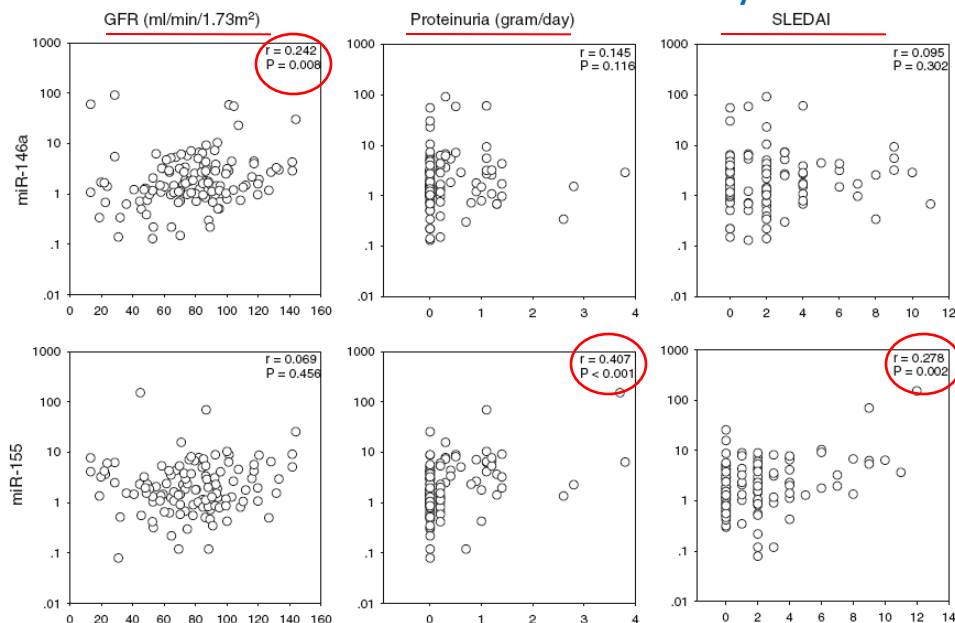 GFR (ml/min/1.73m²)
Proteinuria (gram/day)
SLEDAI
miR-146a
1000
100
10
1
.1
.01
r = 0.242
P = 0.008
0 20 40 60 80 100 120 140 160
1000
100
10
1
.1
.01
r = 0.145
P = 0.116
0 1 2 3 4
1000
100
10
1
.1
.01
r = 0.095
P = 0.302
0 2 4 6 8 10 12
miR-155
1000
100
10
1
.1
.01
r = 0.069
P = 0.456
0 20 40 60 80 100 120 140 160
1000
100
10
1
.1
.01
r = 0.407
P < 0.001
0 1 2 3 4
1000
100
10
1
.1
.01
r = 0.278
P = 0.002
0 2 4 6 8 10 12 14